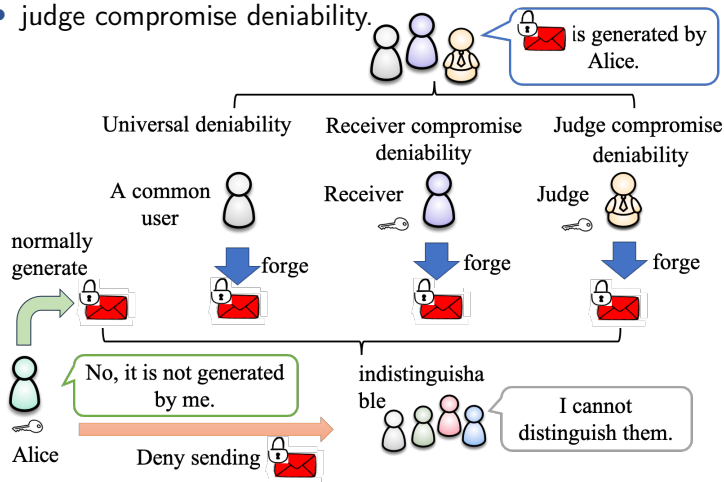 • judge compromise deniability.
is generated by
Alice.
Universal deniability
Receiver compromise
deniability
Judge compromise
deniability
A common
user
Receiver
Judge
normally
generate
forge
forge
forge
No, it is not generated
by me.
indistinguisha
ble
I cannot
distinguish them.
Alice
Deny sending